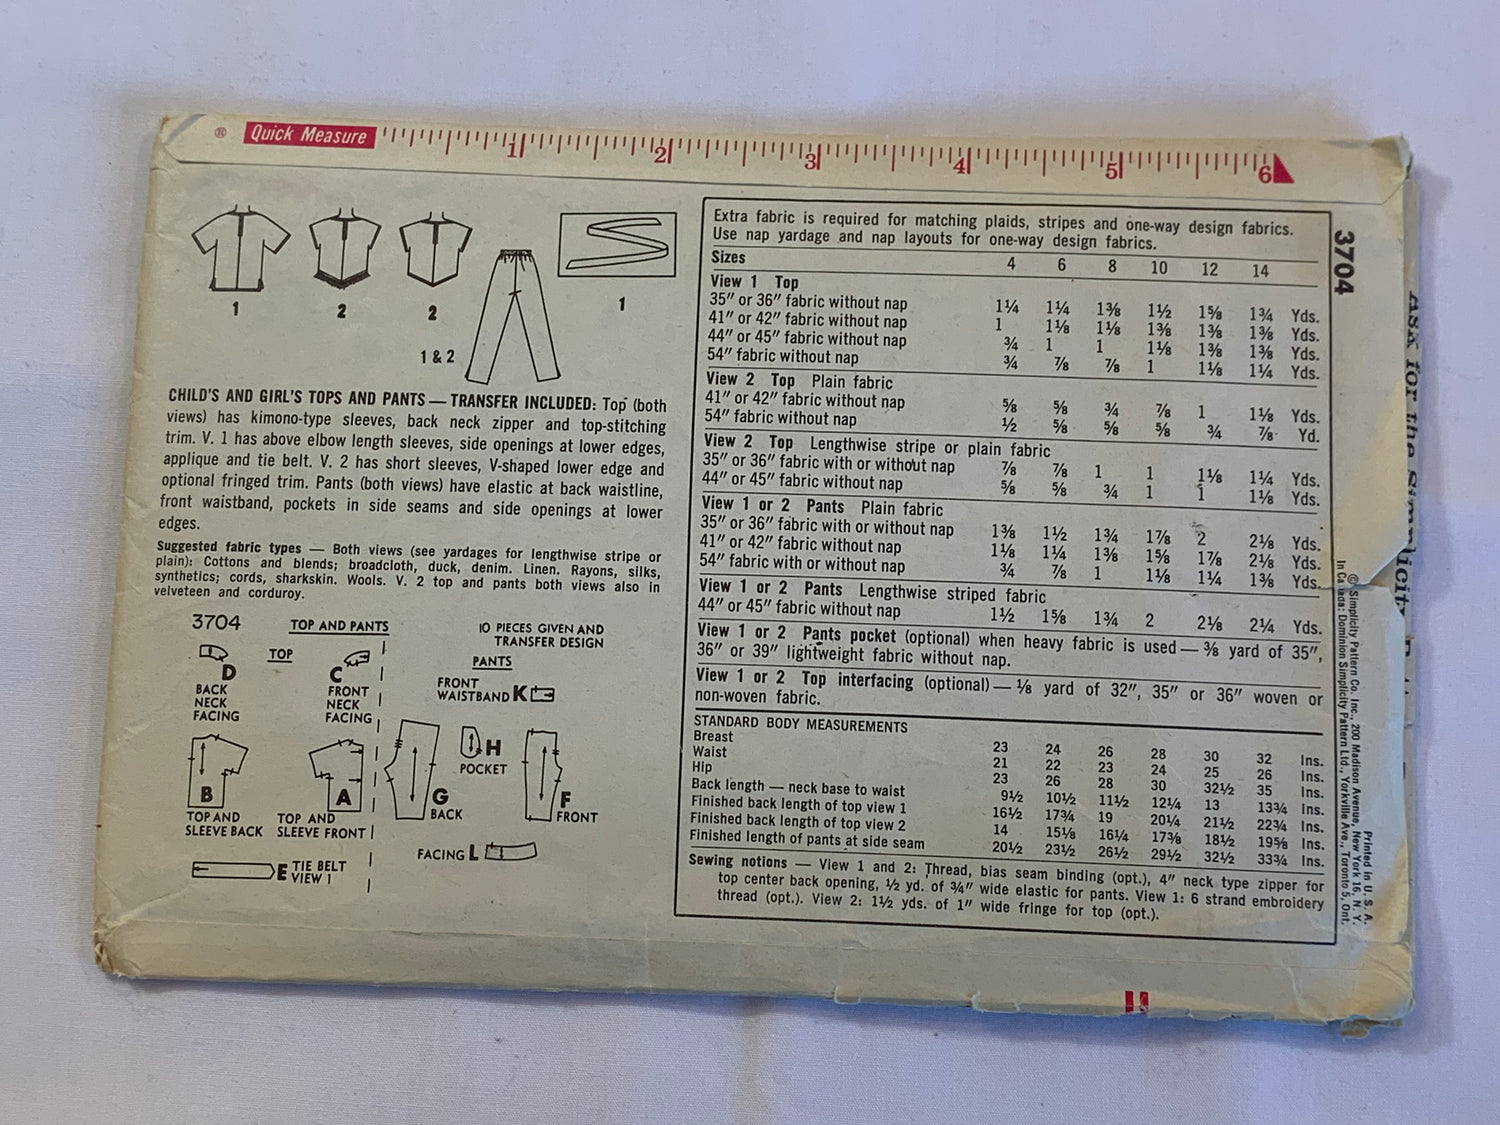 ® Quick Measure 1 2 3 4 5 6
1
2
2
1 & 2
1
CHILD'S AND GIRL'S TOPS AND PANTS — TRANSFER INCLUDED: Top (both
views) has kimono-type sleeves, back neck zipper and top-stitching
trim. V. 1 has above elbow length sleeves, side openings at lower edges,
applique and tie belt. V. 2 has short sleeves, V-shaped lower edge and
optional fringed trim. Pants (both views) have elastic at back waistline,
front waistband, pockets in side seams and side openings at lower
edges.
Suggested fabric types — Both views (see yardages for lengthwise stripe or
plain): Cottons and blends; broadcloth, duck, denim. Linen. Rayons, silks,
synthetics; cords, sharkskin. Wools. V. 2 top and pants both views also in
velveteen and corduroy.
3704
TOP AND PANTS
10 PIECES GIVEN AND
TRANSFER DESIGN
TOP
PANTS
D
BACK
NECK
FACING
C
FRONT
NECK
FACING
FRONT
WAISTBAND K
B
TOP AND
SLEEVE BACK
A
TOP AND
SLEEVE FRONT
G
BACK
H
POCKET
F
FRONT
E TIE BELT
VIEW 1
FACING L
Extra fabric is required for matching plaids, stripes and one-way design fabrics.
Use nap yardage and nap layouts for one-way design fabrics.
Sizes 4 6 8 10 12 14
View 1 Top
35" or 36" fabric without nap 1¼ 1¼ 1⅜ 1½ 1⅝ 1¾ Yds.
41" or 42" fabric without nap 1 1⅛ 1⅛ 1⅜ 1⅜ 1⅜ Yds.
44" or 45" fabric without nap ¾ 1 1 1⅛ 1⅜ 1⅜ Yds.
54" fabric without nap ¾ ⅞ ⅞ 1 1⅛ 1¼ Yds.
View 2 Top Plain fabric
41" or 42" fabric without nap ⅝ ⅝ ¾ ⅞ 1 1⅛ Yds.
54" fabric without nap ½ ⅝ ⅝ ⅝ ¾ ⅞ Yd.
View 2 Top Lengthwise stripe or plain fabric
35" or 36" fabric with or without nap ⅞ ⅞ 1 1 1⅛ 1¼ Yds.
44" or 45" fabric without nap ⅝ ⅝ ¾ 1 1 1⅛ Yds.
View 1 or 2 Pants Plain fabric
35" or 36" fabric with or without nap 1⅜ 1½ 1¾ 1⅞ 2 2⅛ Yds.
41" or 42" fabric without nap 1⅛ 1¼ 1⅜ 1⅝ 1⅞ 2⅛ Yds.
54" fabric with or without nap ¾ ⅞ 1 1⅛ 1¼ 1⅜ Yds.
View 1 or 2 Pants Lengthwise striped fabric
44" or 45" fabric without nap 1½ 1⅝ 1¾ 2 2⅛ 2¼ Yds.
View 1 or 2 Pants pocket (optional) when heavy fabric is used — ⅜ yard of 35",
36" or 39" lightweight fabric without nap.
View 1 or 2 Top interfacing (optional) — ⅛ yard of 32", 35" or 36" woven or
non-woven fabric.
STANDARD BODY MEASUREMENTS
Breast 23 24 26 28 30 32 Ins.
Waist 21 22 23 24 25 26 Ins.
Hip 23 26 28 30 32½ 35 Ins.
Back length — neck base to waist 9½ 10½ 11½ 12¼ 13 13¾ Ins.
Finished back length of top view 1 16½ 17¾ 19 20¼ 21½ 22¾ Ins.
Finished back length of top view 2 14 15⅛ 16¼ 17⅜ 18½ 19⅝ Ins.
Finished length of pants at side seam 20½ 23½ 26½ 29½ 32½ 33¾ Ins.
Sewing notions — View 1 and 2: Thread, bias seam binding (opt.), 4" neck type zipper for
top center back opening, ½ yd. of ¾" wide elastic for pants. View 1: 6 strand embroidery
thread (opt.). View 2: 1½ yds. of 1" wide fringe for top (opt.).
3704
© Simplicity Pattern Co. Inc., 200 Madison Avenue, New York 16, N. Y.
In Canada: Dominion Simplicity Pattern Ltd., Yorkville Ave., Toronto 5, Ont.
Printed in U. S. A.
Ask for the Simplicity